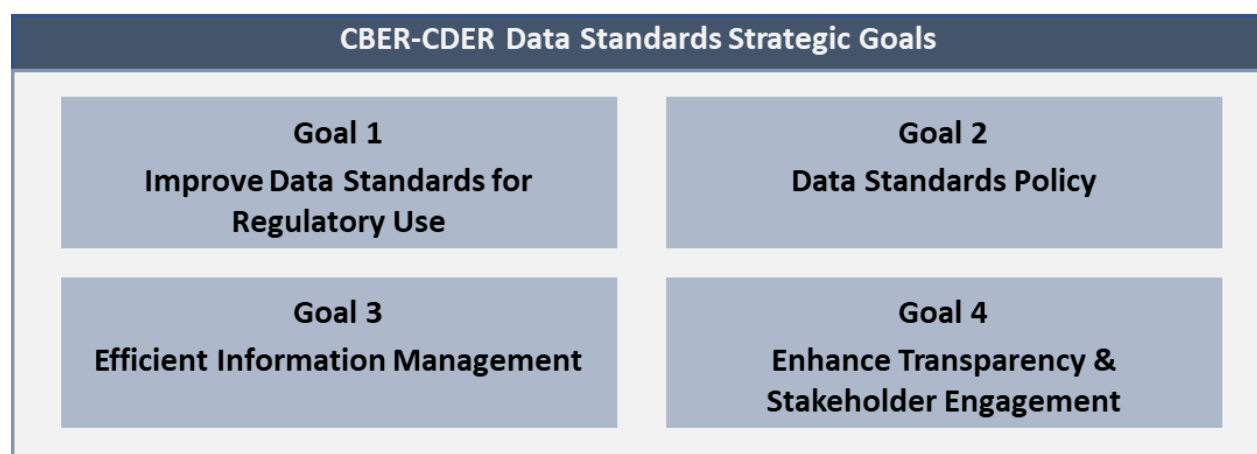 CBER-CDER Data Standards Strategic Goals
Goal 1
Improve Data Standards for
Regulatory Use
Goal 2
Data Standards Policy
Goal 3
Efficient Information Management
Goal 4
Enhance Transparency &
Stakeholder Engagement